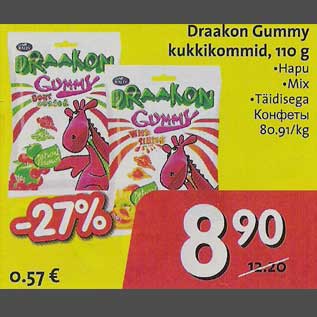 Draakon Gummy
kukkikommid, 110 g
•Hapu
•Mix
•Täidisega
Конфеты
80.91/kg
DRAAKON
GUMMY
DRAAKON
GUMMY
-27%
8.90
12.20
0.57 €